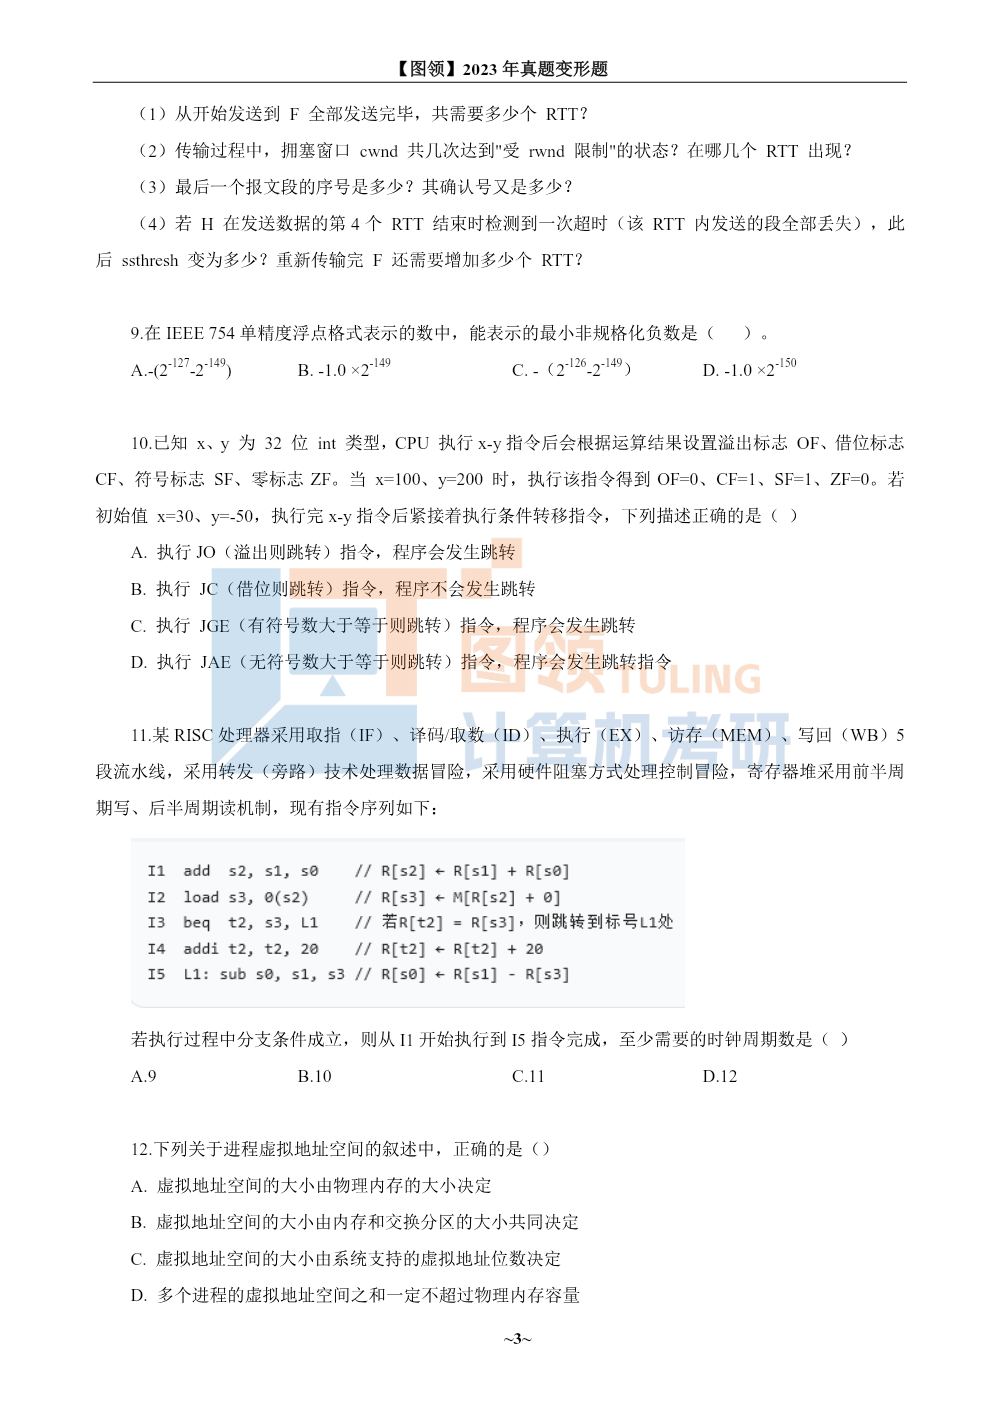 【图领】2023 年真题变形题
（1）从开始发送到 F 全部发送完毕，共需要多少个 RTT？
（2）传输过程中，拥塞窗口 cwnd 共几次达到"受 rwnd 限制"的状态？在哪几个 RTT 出现？
（3）最后一个报文段的序号是多少？其确认号又是多少？
（4）若 H 在发送数据的第 4 个 RTT 结束时检测到一次超时（该 RTT 内发送的段全部丢失），此
后 ssthresh 变为多少？重新传输完 F 还需要增加多少个 RTT？
9.在 IEEE 754 单精度浮点格式表示的数中，能表示的最小非规格化负数是（ ）。
A.-(2^-127-2^-149) B. -1.0 ×2^-149 C. -（2^-126-2^-149） D. -1.0 ×2^-150
10.已知 x、y 为 32 位 int 类型，CPU 执行 x-y 指令后会根据运算结果设置溢出标志 OF、借位标志
CF、符号标志 SF、零标志 ZF。当 x=100、y=200 时，执行该指令得到 OF=0、CF=1、SF=1、ZF=0。若
初始值 x=30、y=-50，执行完 x-y 指令后紧接着执行条件转移指令，下列描述正确的是（ ）
A. 执行 JO（溢出则跳转）指令，程序会发生跳转
B. 执行 JC（借位则跳转）指令，程序不会发生跳转
C. 执行 JGE（有符号数大于等于则跳转）指令，程序会发生跳转
D. 执行 JAE（无符号数大于等于则跳转）指令，程序会发生跳转指令
图领TULING
计算机考研
11.某 RISC 处理器采用取指（IF）、译码/取数（ID）、执行（EX）、访存（MEM）、写回（WB）5
段流水线，采用转发（旁路）技术处理数据冒险，采用硬件阻塞方式处理控制冒险，寄存器堆采用前半周
期写、后半周期读机制，现有指令序列如下：
I1 add s2, s1, s0 // R[s2] ← R[s1] + R[s0]
I2 load s3, 0(s2) // R[s3] ← M[R[s2] + 0]
I3 beq t2, s3, L1 // 若R[t2] = R[s3]，则跳转到标号L1处
I4 addi t2, t2, 20 // R[t2] ← R[t2] + 20
I5 L1: sub s0, s1, s3 // R[s0] ← R[s1] - R[s3]
若执行过程中分支条件成立，则从 I1 开始执行到 I5 指令完成，至少需要的时钟周期数是（ ）
A.9 B.10 C.11 D.12
12.下列关于进程虚拟地址空间的叙述中，正确的是（）
A. 虚拟地址空间的大小由物理内存的大小决定
B. 虚拟地址空间的大小由内存和交换分区的大小共同决定
C. 虚拟地址空间的大小由系统支持的虚拟地址位数决定
D. 多个进程的虚拟地址空间之和一定不超过物理内存容量
~3~